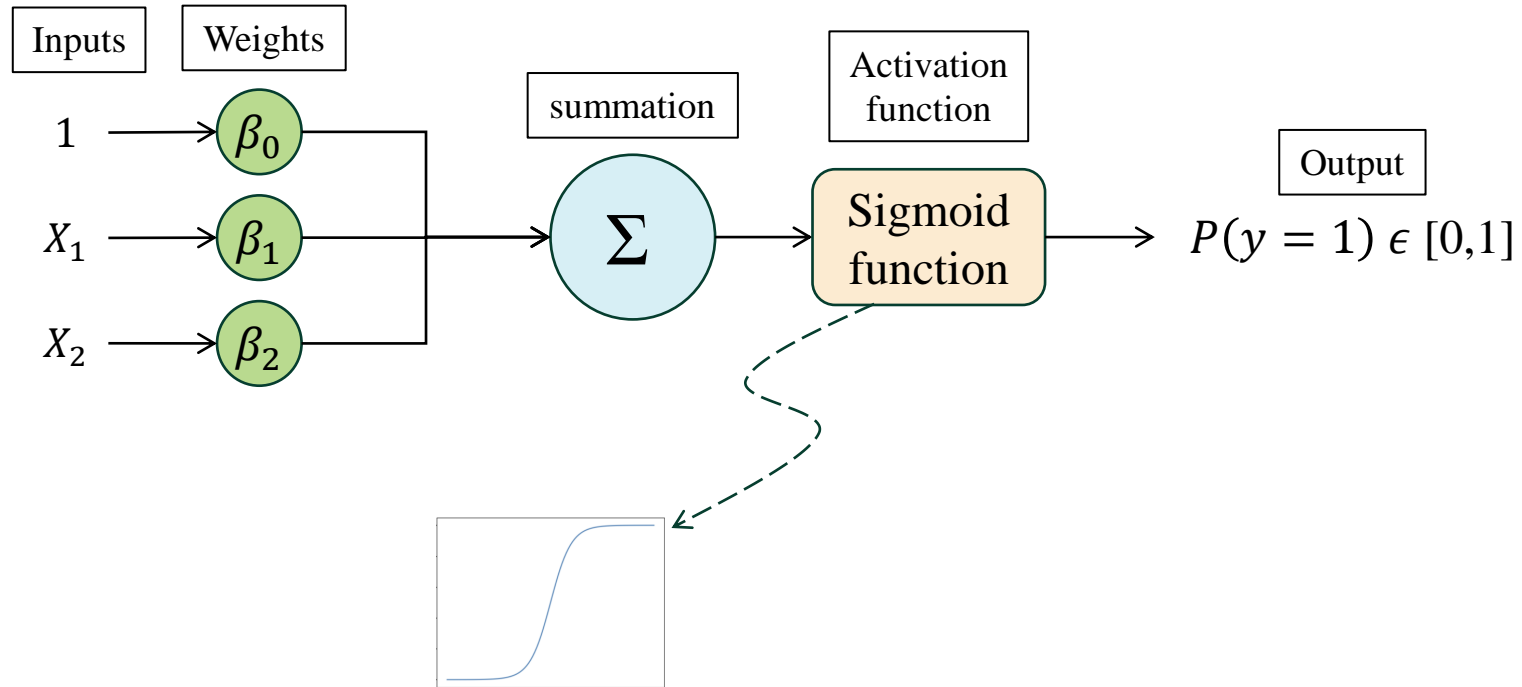 Inputs
Weights
summation
Activation
function
Output
1
β₀
X₁
β₁
X₂
β₂
Σ
Sigmoid
function
P(y = 1) ϵ [0,1]